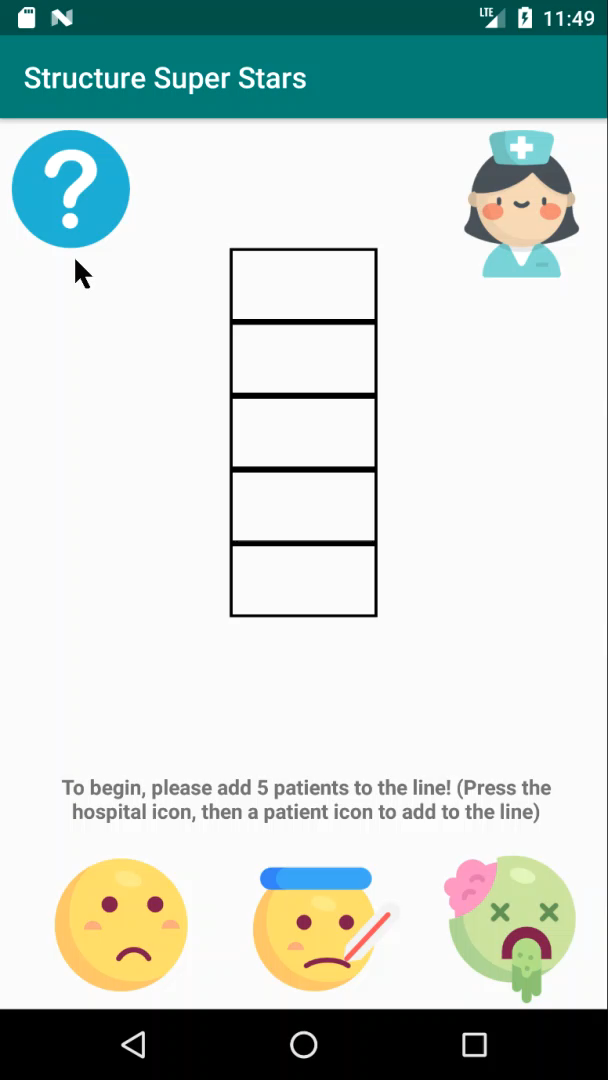 LTE 11:49
Structure Super Stars
?
To begin, please add 5 patients to the line! (Press the
hospital icon, then a patient icon to add to the line)